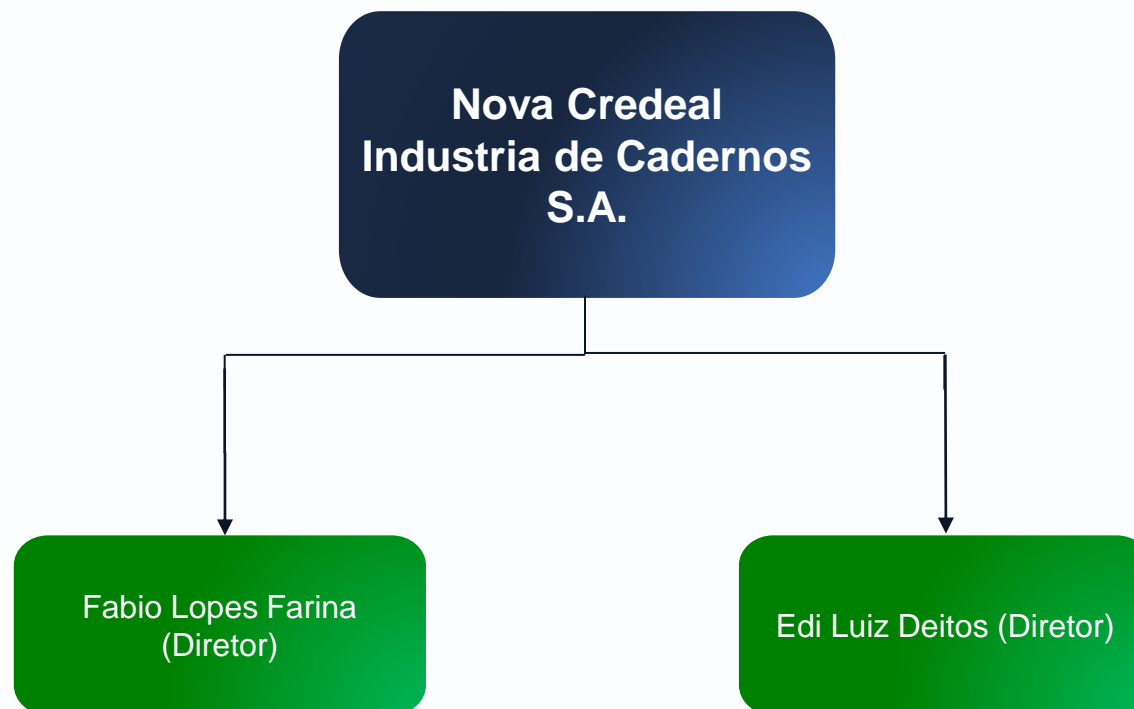 Nova Credeal
Industria de Cadernos
S.A.
Fabio Lopes Farina
(Diretor)
Edi Luiz Deitos (Diretor)